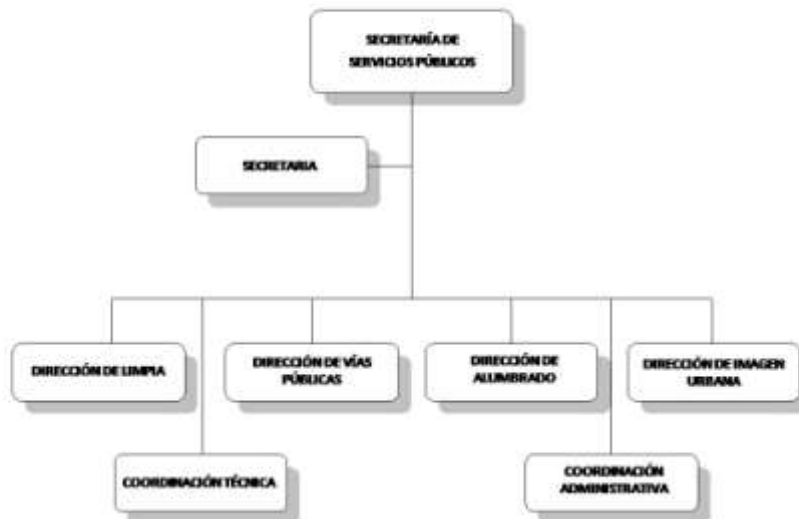 SECRETARÍA DE
SERVICIOS PÚBLICOS
SECRETARIA
DIRECCIÓN DE LIMPIA
DIRECCIÓN DE VÍAS
PÚBLICAS
DIRECCIÓN DE
ALUMBRADO
DIRECCIÓN DE IMAGEN
URBANA
COORDINACIÓN TÉCNICA
COORDINACIÓN
ADMINISTRATIVA